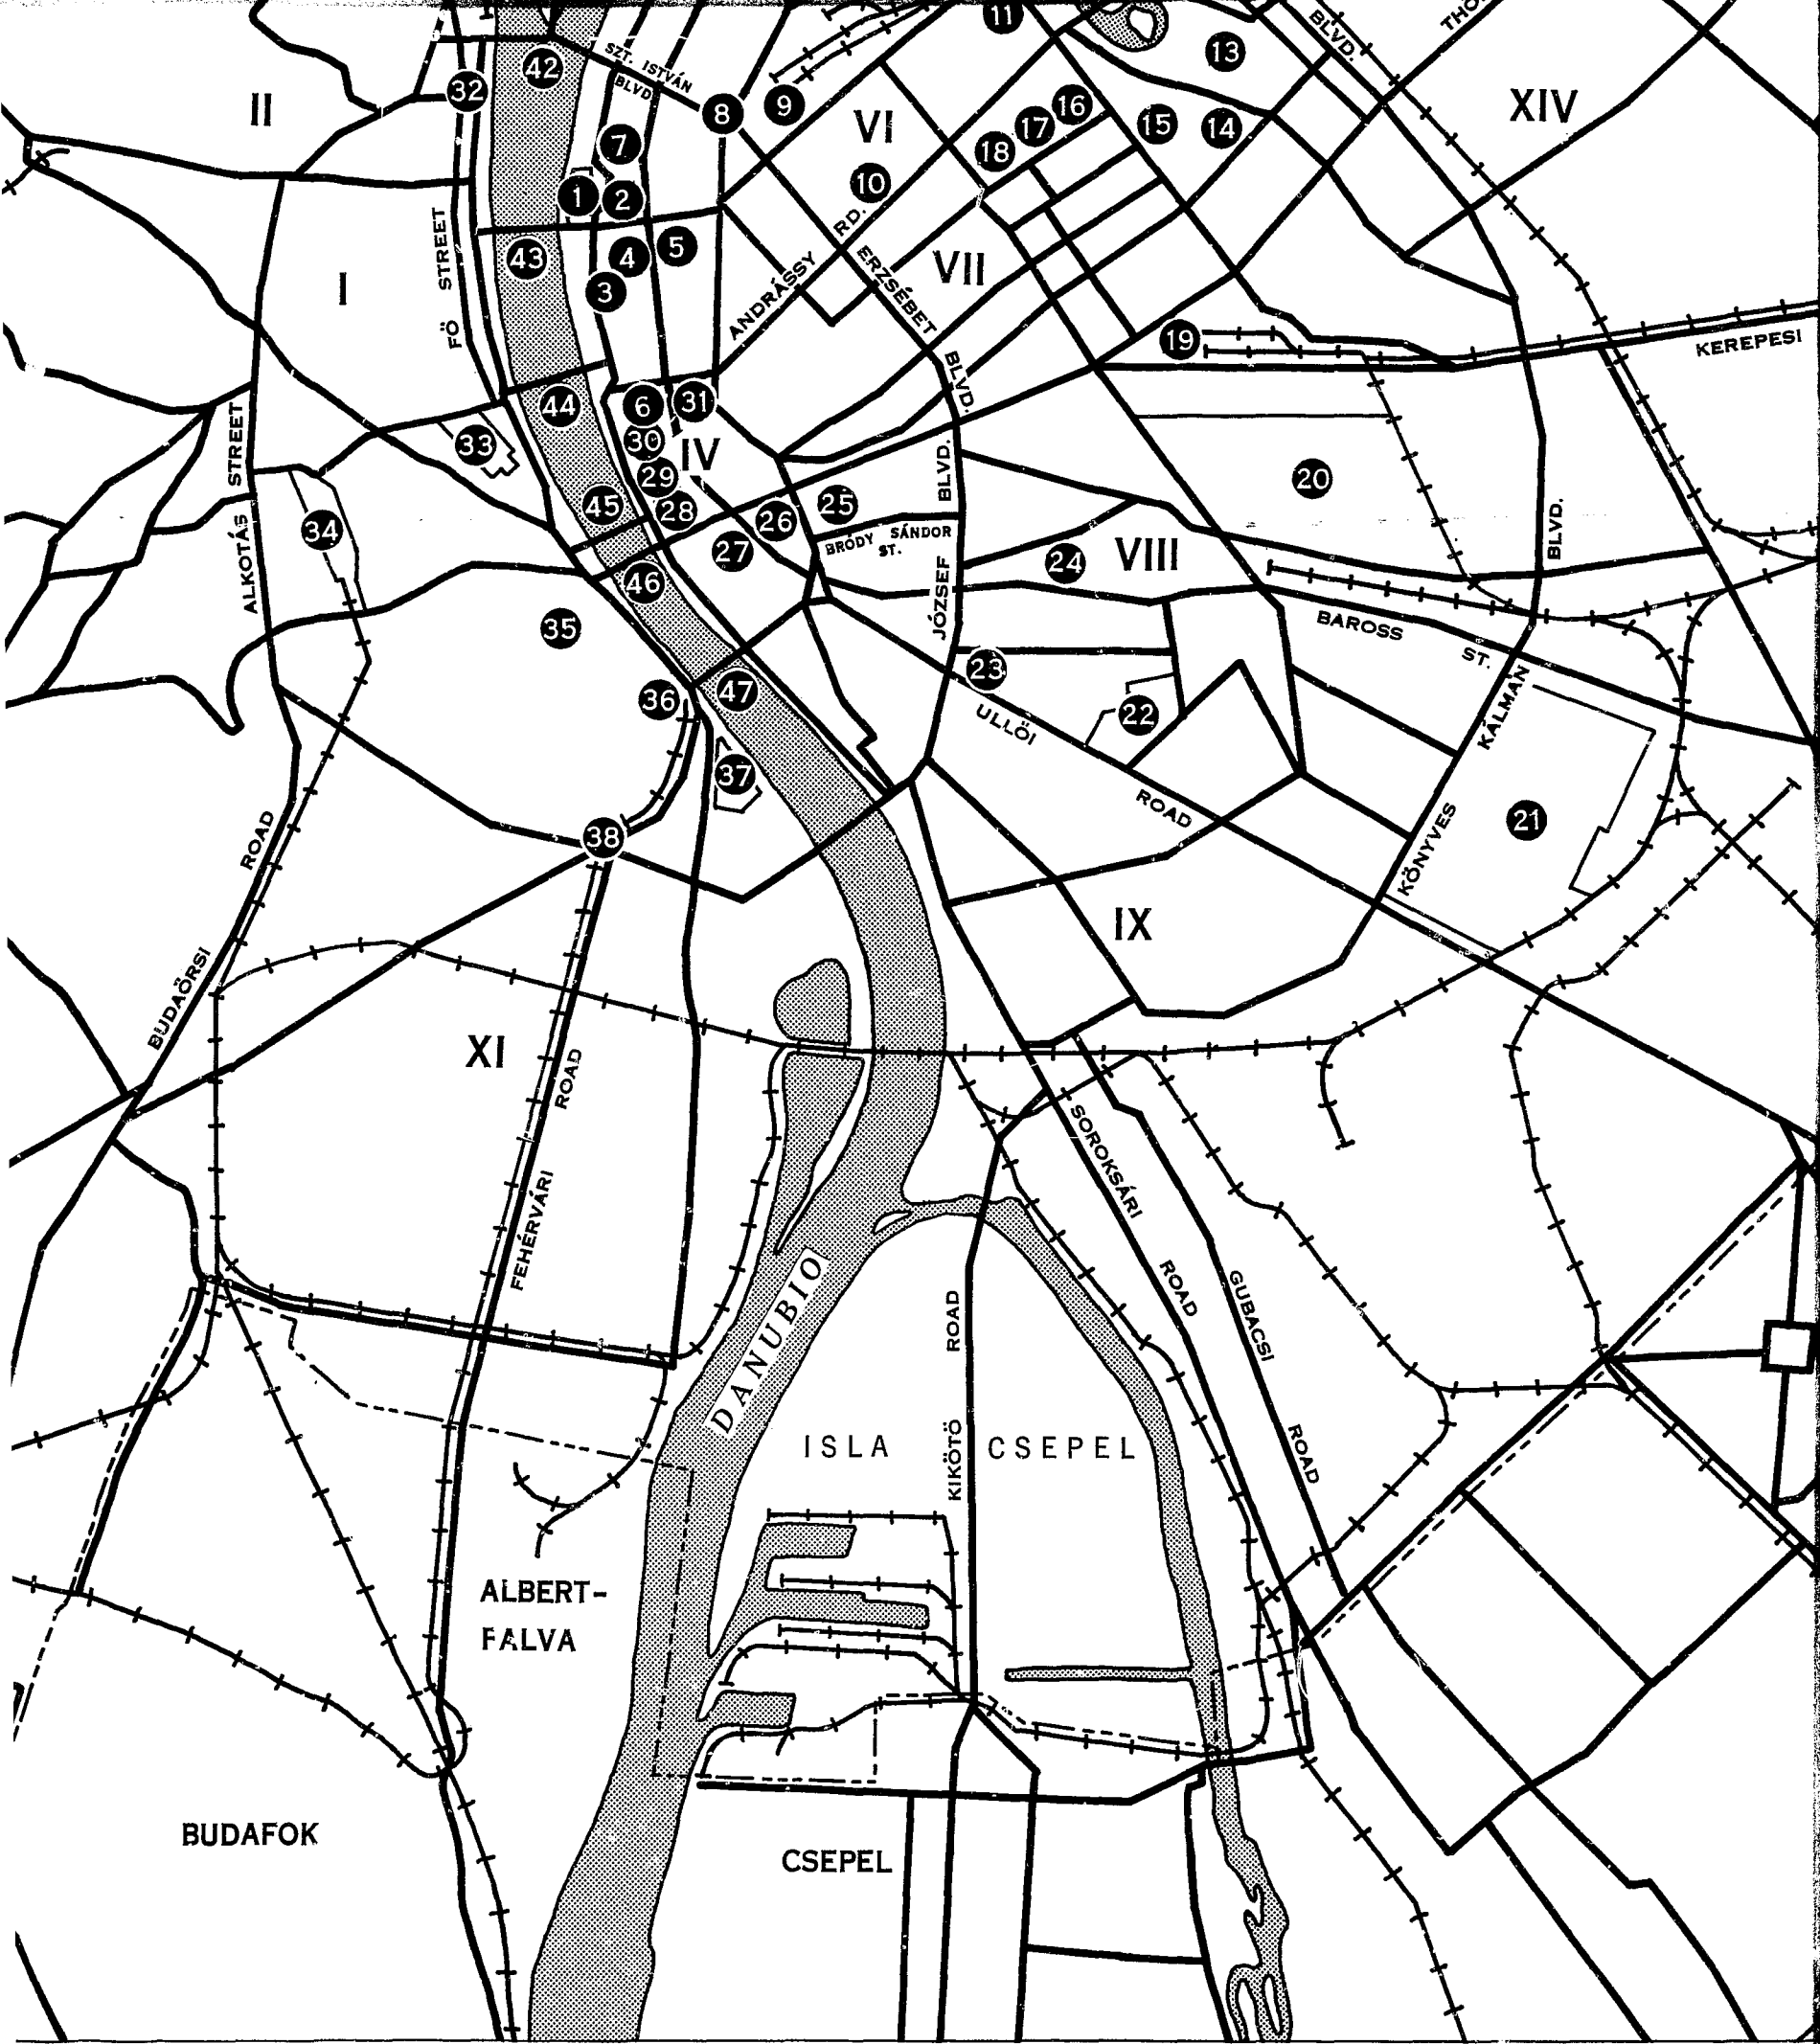 11
BLVD.
13
42
SZT. ISTVÁN
BLVD
32
8
9
16
II
VI
17
15
14
XIV
7
18
10
1
2
RD.
STREET
43
4
5
ERZSÉBET
VII
I
3
ANDRÁSSY
FÖ
19
KEREPESI
BLVD.
44
6
31
STREET
33
30
IV
BLVD.
20
29
45
28
25
26
34
BRÓDY SÁNDOR
ST.
BLVD.
ALKOTÁS
27
24
VIII
46
JÓZSEF
35
BAROSS
ST.
23
36
47
22
KÁLMÁN
ULLÖI
37
ROAD
38
ROAD
21
KÖNYVES
IX
BUDAÖRSI
XI
ROAD
SOROKSÁRI
FEHÉRVÁRI
ROAD
GUBACSI
DANUBIO
ROAD
ISLA
CSEPEL
KIKÖTÖ
ROAD
ALBERT-
FALVA
BUDAFOK
CSEPEL